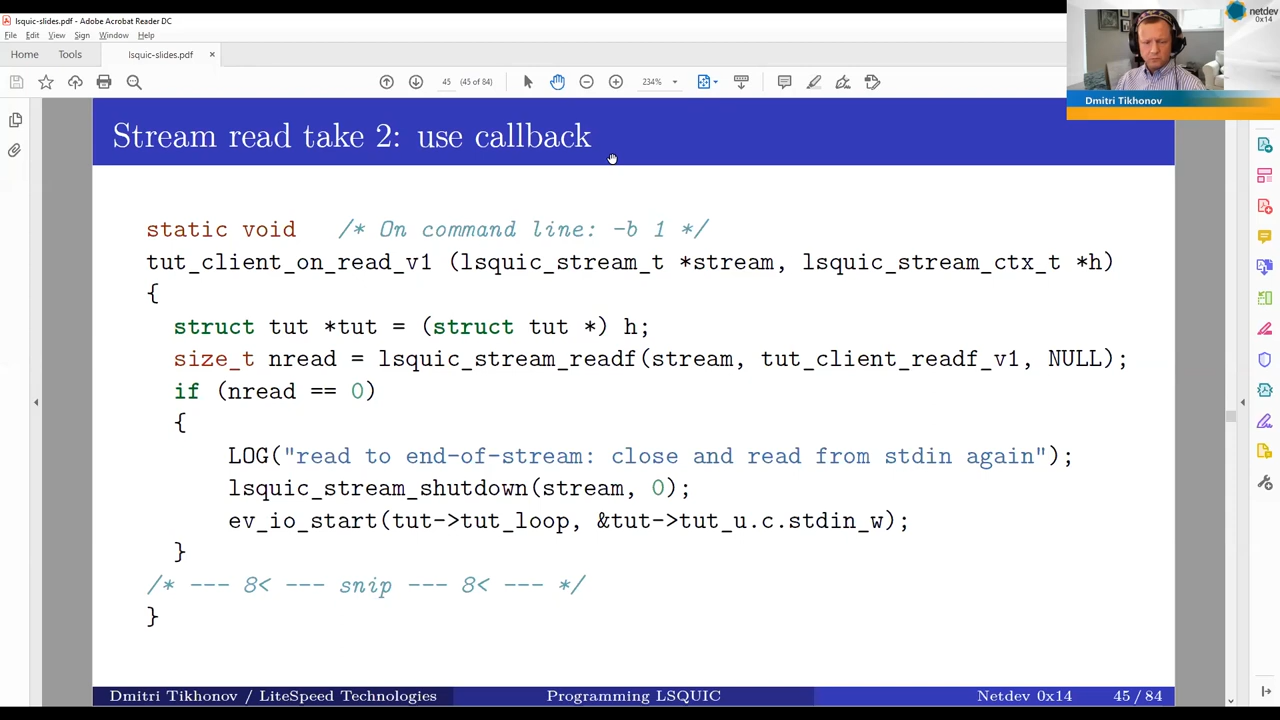 lsquic-slides.pdf - Adobe Acrobat Reader DC
File Edit View Sign Window Help
Home Tools lsquic-slides.pdf ×
45 (45 of 84) 234%
netdev
0x14
Dmitri Tikhonov
Stream read take 2: use callback
static void /* On command line: -b 1 */
tut_client_on_read_v1 (lsquic_stream_t *stream, lsquic_stream_ctx_t *h)
{
struct tut *tut = (struct tut *) h;
size_t nread = lsquic_stream_readf(stream, tut_client_readf_v1, NULL);
if (nread == 0)
{
LOG("read to end-of-stream: close and read from stdin again");
lsquic_stream_shutdown(stream, 0);
ev_io_start(tut->tut_loop, &tut->tut_u.c.stdin_w);
}
/* --- 8< --- snip --- 8< --- */
}
Dmitri Tikhonov / LiteSpeed Technologies Programming LSQUIC Netdev 0x14 45 / 84